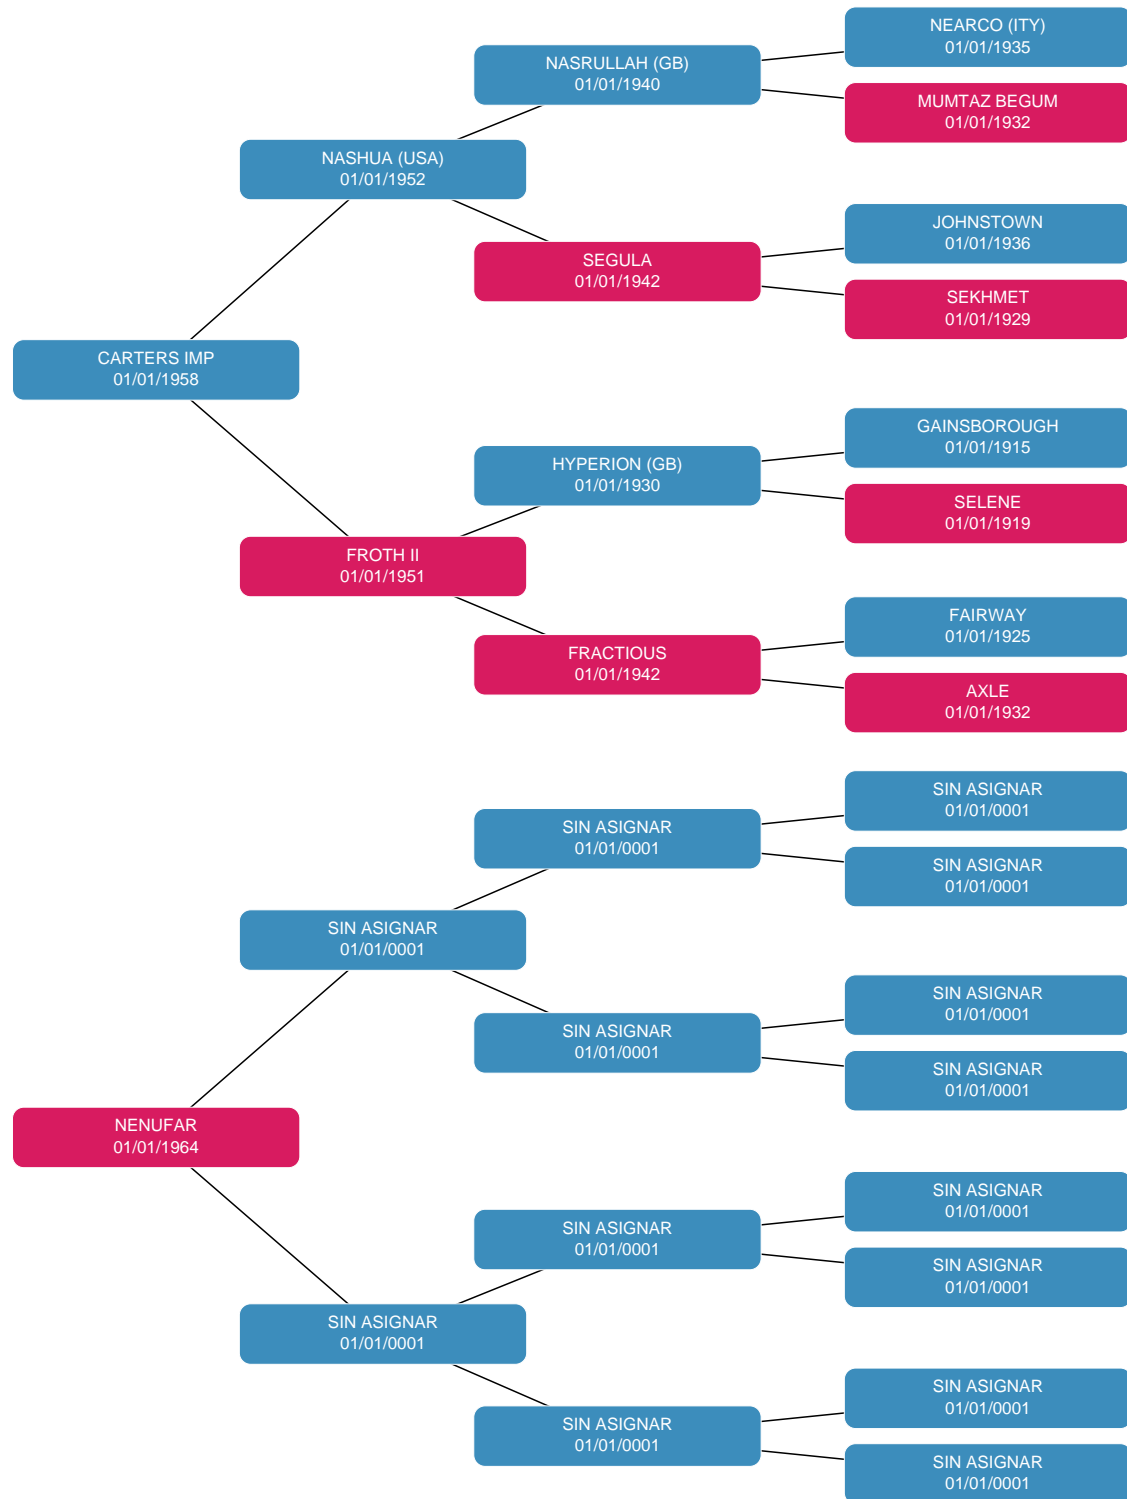 NEARCO (ITY)
01/01/1935
NASRULLAH (GB)
01/01/1940
MUMTAZ BEGUM
01/01/1932
NASHUA (USA)
01/01/1952
JOHNSTOWN
01/01/1936
SEGULA
01/01/1942
SEKHMET
01/01/1929
CARTERS IMP
01/01/1958
GAINSBOROUGH
01/01/1915
HYPERION (GB)
01/01/1930
SELENE
01/01/1919
FROTH II
01/01/1951
FAIRWAY
01/01/1925
FRACTIOUS
01/01/1942
AXLE
01/01/1932
SIN ASIGNAR
01/01/0001
SIN ASIGNAR
01/01/0001
SIN ASIGNAR
01/01/0001
SIN ASIGNAR
01/01/0001
SIN ASIGNAR
01/01/0001
SIN ASIGNAR
01/01/0001
SIN ASIGNAR
01/01/0001
NENUFAR
01/01/1964
SIN ASIGNAR
01/01/0001
SIN ASIGNAR
01/01/0001
SIN ASIGNAR
01/01/0001
SIN ASIGNAR
01/01/0001
SIN ASIGNAR
01/01/0001
SIN ASIGNAR
01/01/0001
SIN ASIGNAR
01/01/0001